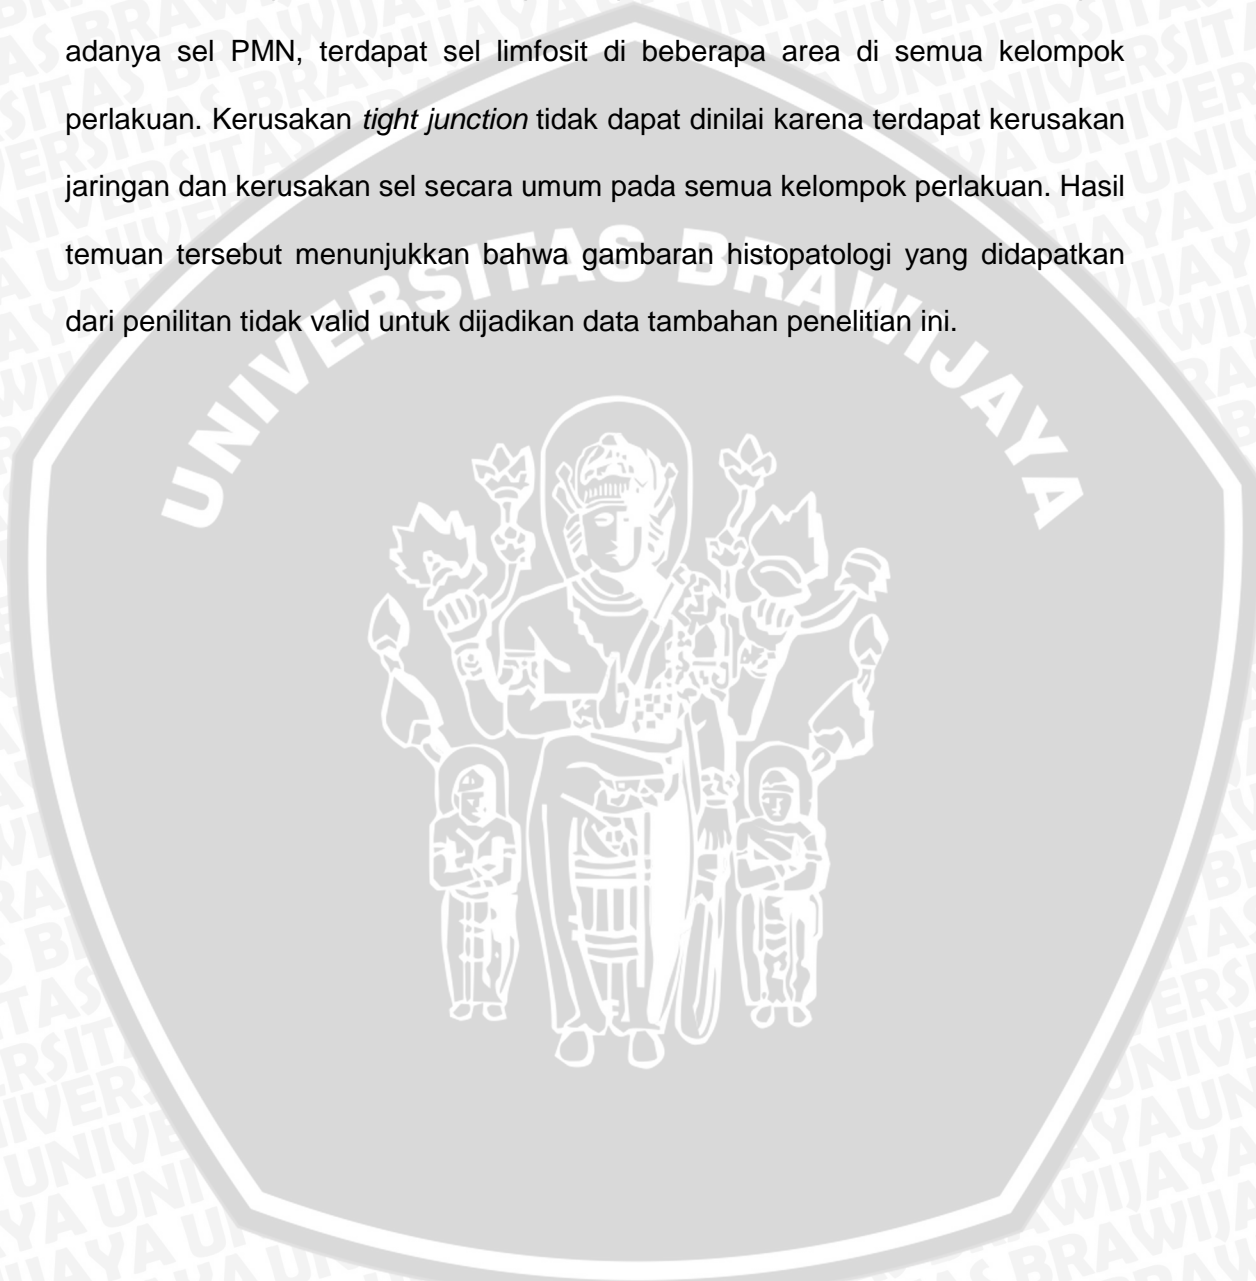 adanya sel PMN, terdapat sel limfosit di beberapa area di semua kelompok
perlakuan. Kerusakan tight junction tidak dapat dinilai karena terdapat kerusakan
jaringan dan kerusakan sel secara umum pada semua kelompok perlakuan. Hasil
temuan tersebut menunjukkan bahwa gambaran histopatologi yang didapatkan
dari penilitan tidak valid untuk dijadikan data tambahan penelitian ini.
UNIVERSITAS BRAWIJAYA